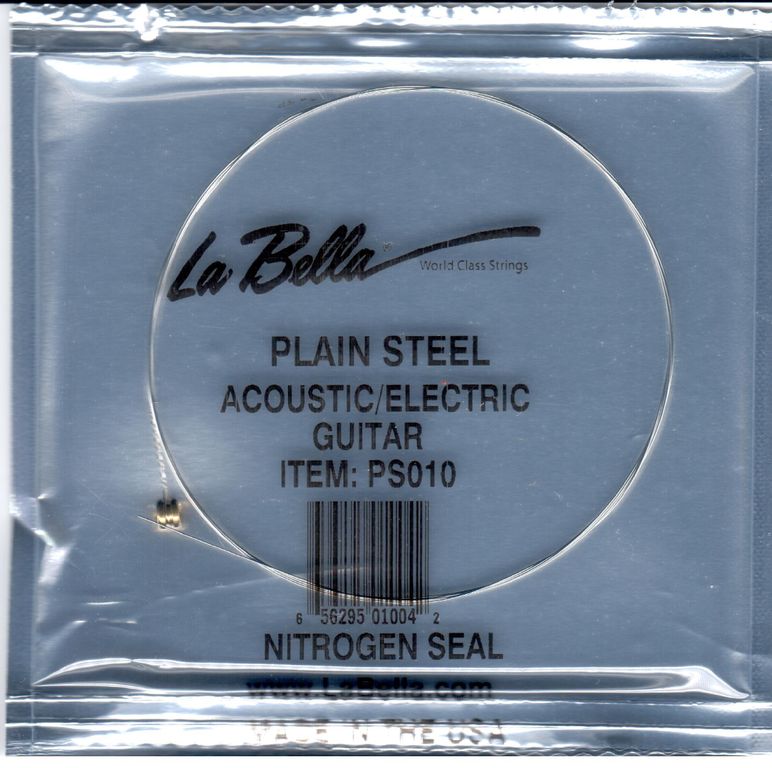 La Bella®
World Class Strings
PLAIN STEEL
ACOUSTIC/ELECTRIC
GUITAR
ITEM: PS010
6 56295 01004 2
NITROGEN SEAL
www.LaBella.com
MADE IN THE USA